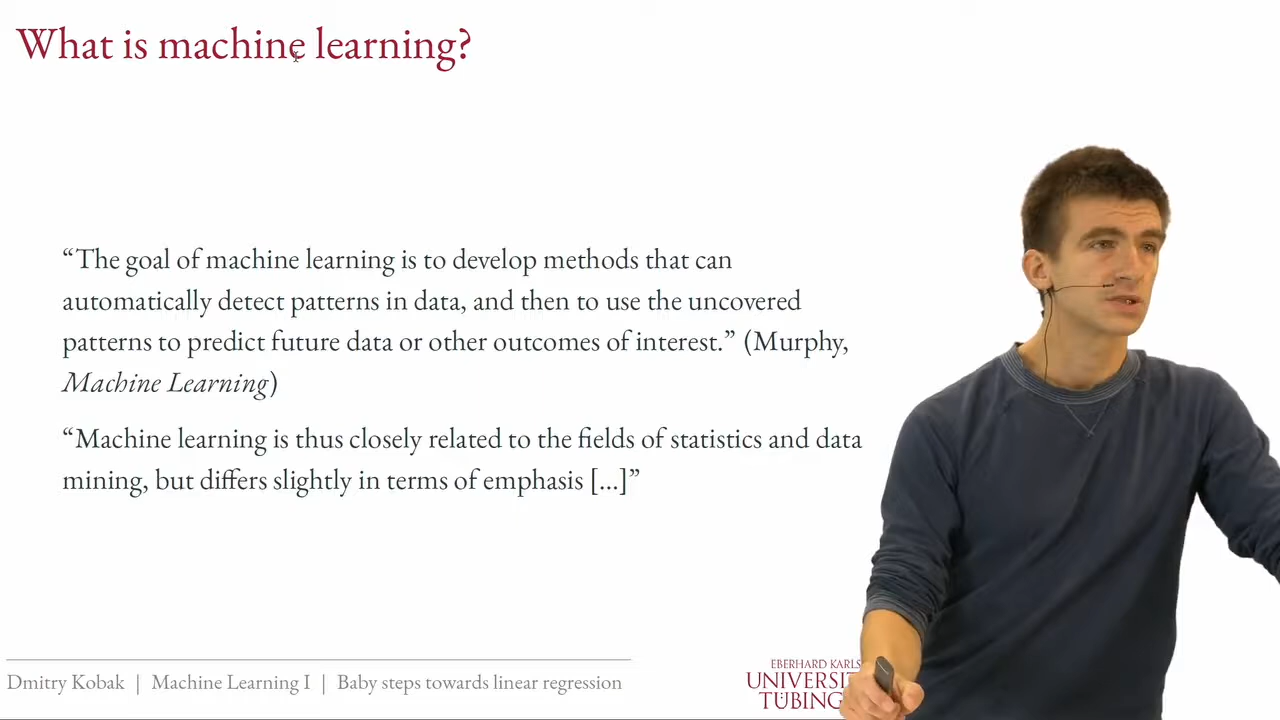 What is machine learning?
“The goal of machine learning is to develop methods that can
automatically detect patterns in data, and then to use the uncovered
patterns to predict future data or other outcomes of interest.” (Murphy,
Machine Learning)
“Machine learning is thus closely related to the fields of statistics and data
mining, but differs slightly in terms of emphasis [...]”
Dmitry Kobak | Machine Learning I | Baby steps towards linear regression
EBERHARD KARLS
UNIVERSIT
TÜBING